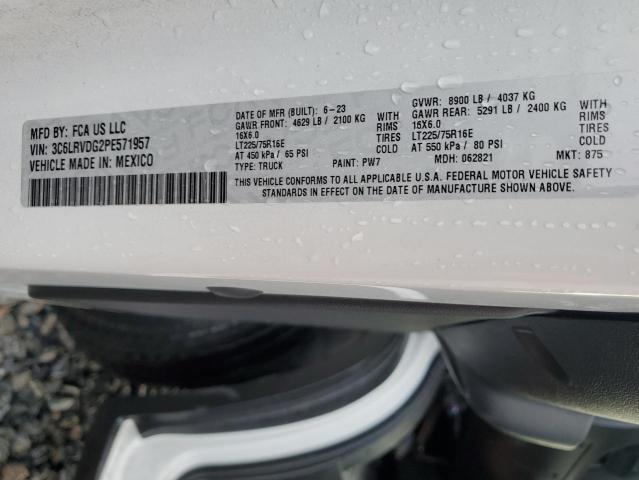 MFD BY: FCA US LLC
VIN: 3C6LRVDG2PE571957
VEHICLE MADE IN: MEXICO
DATE OF MFR (BUILT): 6-23
GAWR FRONT: 4629 LB / 2100 KG
16X6.0 RIMS
LT225/75R16E TIRES
AT 450 kPa / 65 PSI COLD
TYPE: TRUCK PAINT: PW7
GVWR: 8900 LB / 4037 KG
GAWR REAR: 5291 LB / 2400 KG
16X6.0 RIMS
LT225/75R16E TIRES
AT 550 kPa / 80 PSI COLD
MDH: 062821 MKT: 875
VEHICLE CONFORMS TO ALL APPLICABLE U.S.A. FEDERAL MOTOR VEHICLE SAFETY
STANDARDS IN EFFECT ON THE DATE OF MANUFACTURE SHOWN ABOVE.